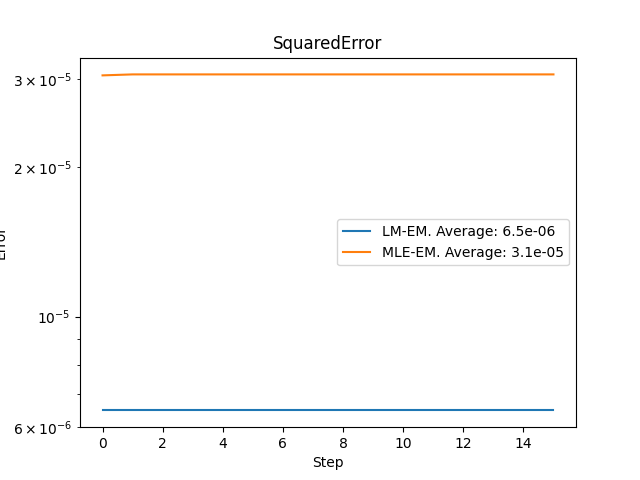 SquaredError
3 × 10⁻⁵
2 × 10⁻⁵
10⁻⁵
6 × 10⁻⁶
LM-EM. Average: 6.5e-06
MLE-EM. Average: 3.1e-05
0 2 4 6 8 10 12 14
Step